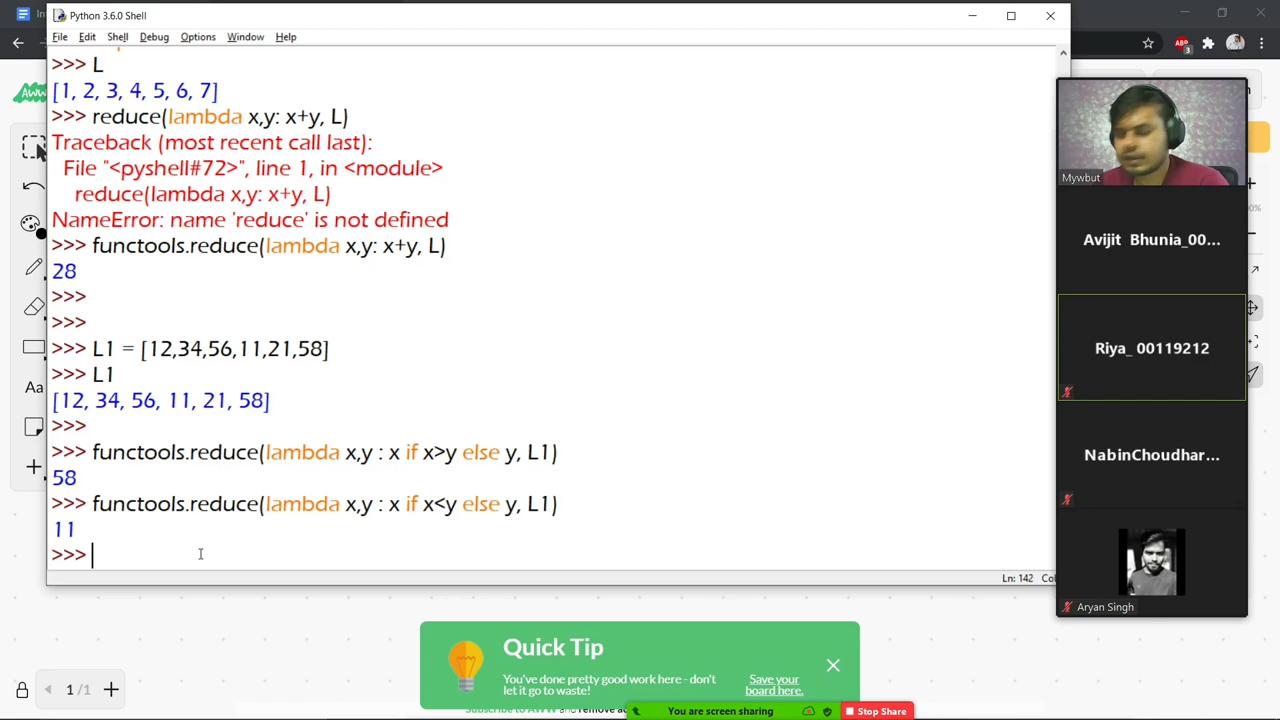 Python 3.6.0 Shell
File Edit Shell Debug Options Window Help
>>> L
[1, 2, 3, 4, 5, 6, 7]
>>> reduce(lambda x,y: x+y, L)
Traceback (most recent call last):
File "<pyshell#72>", line 1, in <module>
reduce(lambda x,y: x+y, L)
NameError: name 'reduce' is not defined
>>> functools.reduce(lambda x,y: x+y, L)
28
>>>
>>>
>>> L1 = [12,34,56,11,21,58]
>>> L1
[12, 34, 56, 11, 21, 58]
>>>
>>> functools.reduce(lambda x,y : x if x>y else y, L1)
58
>>> functools.reduce(lambda x,y : x if x<y else y, L1)
11
>>>
Ln: 142
Aa
ABP
3
Mywbut
Avijit Bhunia_00...
Riya_ 00119212
NabinChoudhar...
Aryan Singh
Quick Tip
You've done pretty good work here - don't
let it go to waste!
Save your
board here.
1 /1
You are screen sharing
Stop Share